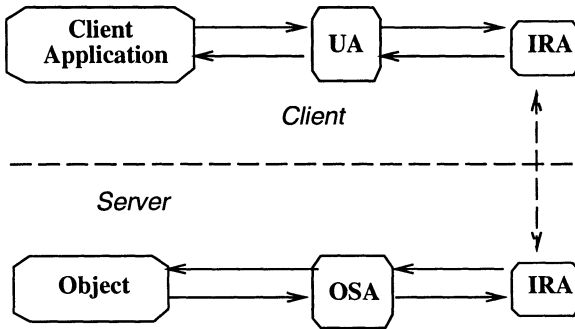 Client
Application
UA
IRA
Client
Server
Object
OSA
IRA